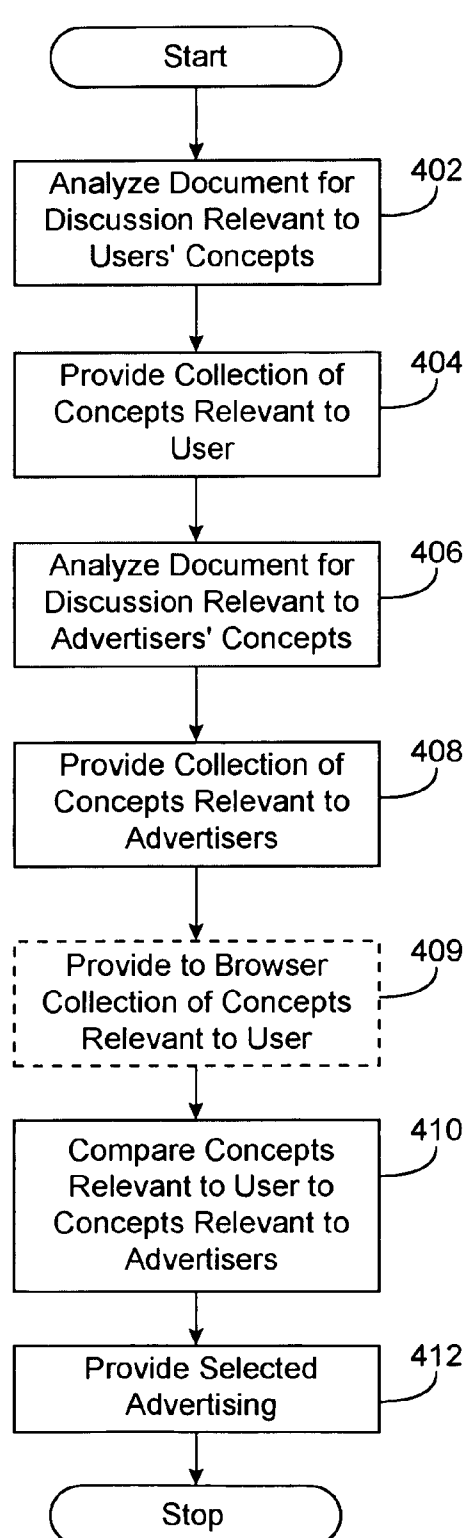 Start
402
Analyze Document for
Discussion Relevant to
Users' Concepts
404
Provide Collection of
Concepts Relevant to
User
406
Analyze Document for
Discussion Relevant to
Advertisers' Concepts
408
Provide Collection of
Concepts Relevant to
Advertisers
409
Provide to Browser
Collection of Concepts
Relevant to User
410
Compare Concepts
Relevant to User to
Concepts Relevant to
Advertisers
412
Provide Selected
Advertising
Stop